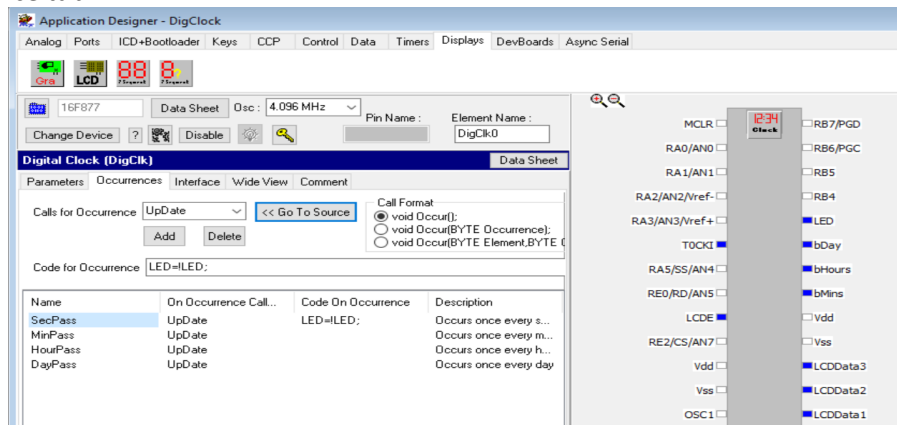 Application Designer - DigClock
Analog Ports ICD+Bootloader Keys CCP Control Data Timers Displays DevBoards Async Serial
Gra LCD 7 Segment 7 Segment
16F877 Data Sheet Osc : 4.096 MHz Pin Name : Element Name :
Change Device ? Disable DigClk0
Digital Clock (DigClk) Data Sheet
Parameters Occurrences Interface Wide View Comment
Calls for Occurrence UpDate << Go To Source
Add Delete
Call Format
void Occur();
void Occur(BYTE Occurrence);
void Occur(BYTE Element,BYTE
Code for Occurrence LED=!LED;
Name On Occurrence Call... Code On Occurrence Description
SecPass UpDate LED=!LED; Occurs once every s...
MinPass UpDate Occurs once every m...
HourPass UpDate Occurs once every h...
DayPass UpDate Occurs once every day
12:34
Clock
MCLR RB7/PGD
RA0/AN0 RB6/PGC
RA1/AN1 RB5
RA2/AN2/Vref- RB4
RA3/AN3/Vref+ LED
T0CKI bDay
RA5/SS/AN4 bHours
RE0/RD/AN5 bMins
LCDE Vdd
RE2/CS/AN7 Vss
Vdd LCDData3
Vss LCDData2
OSC1 LCDData1